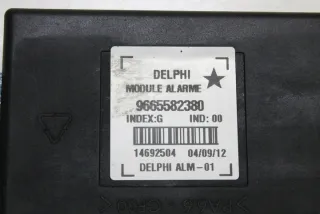 DELPHI
MODULE ALARME
9665582380
INDEX:G IND: 00
14692504 04/09/12
DELPHI ALM-01